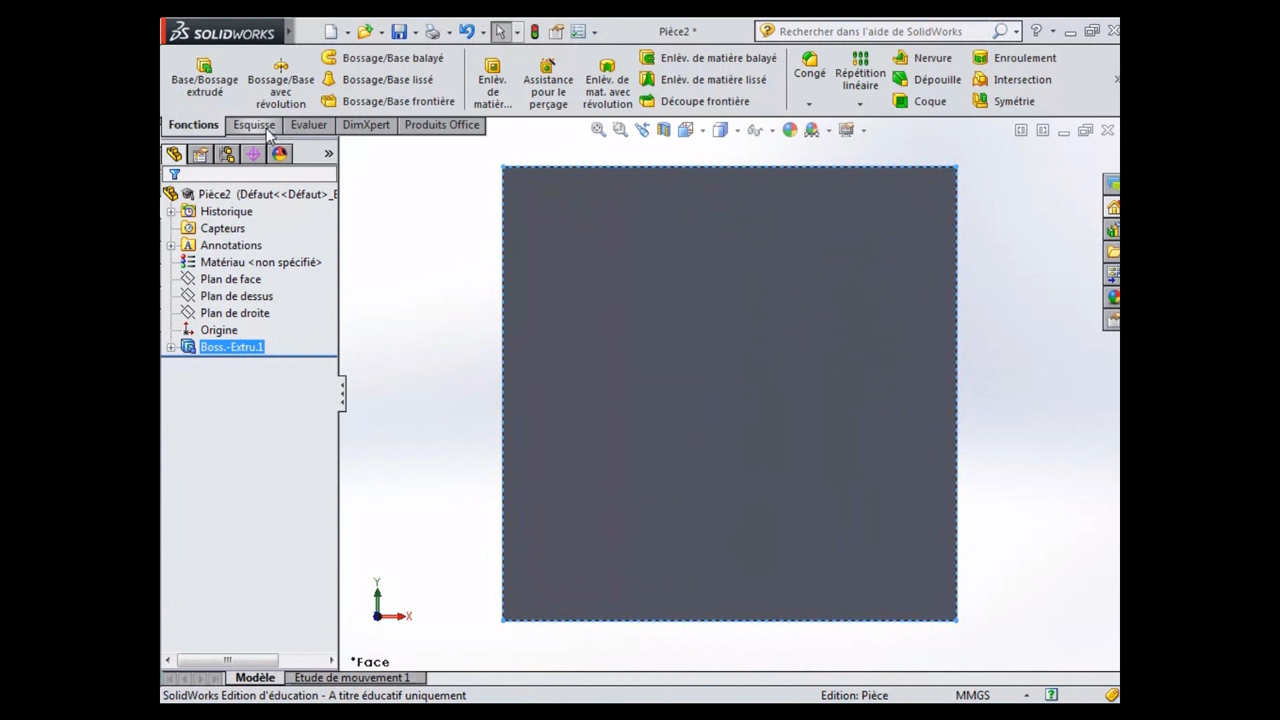 SOLIDWORKS
Pièce2 *
Rechercher dans l'aide de SolidWorks
Base/Bossage extrudé
Bossage/Base avec révolution
Bossage/Base balayé
Bossage/Base lissé
Bossage/Base frontière
Enlèv. de matièr...
Assistance pour le perçage
Enlèv. de mat. avec révolution
Enlèv. de matière balayé
Enlèv. de matière lissé
Découpe frontière
Congé
Répétition linéaire
Nervure
Dépouille
Coque
Enroulement
Intersection
Symétrie
Fonctions
Esquisse
Evaluer
DimXpert
Produits Office
Pièce2 (Défaut<<Défaut>_E
Historique
Capteurs
Annotations
Matériau <non spécifié>
Plan de face
Plan de dessus
Plan de droite
Origine
Boss.-Extru.1
Y
X
*Face
Modèle
Etude de mouvement 1
SolidWorks Edition d'éducation - A titre éducatif uniquement
Edition: Pièce
MMGS